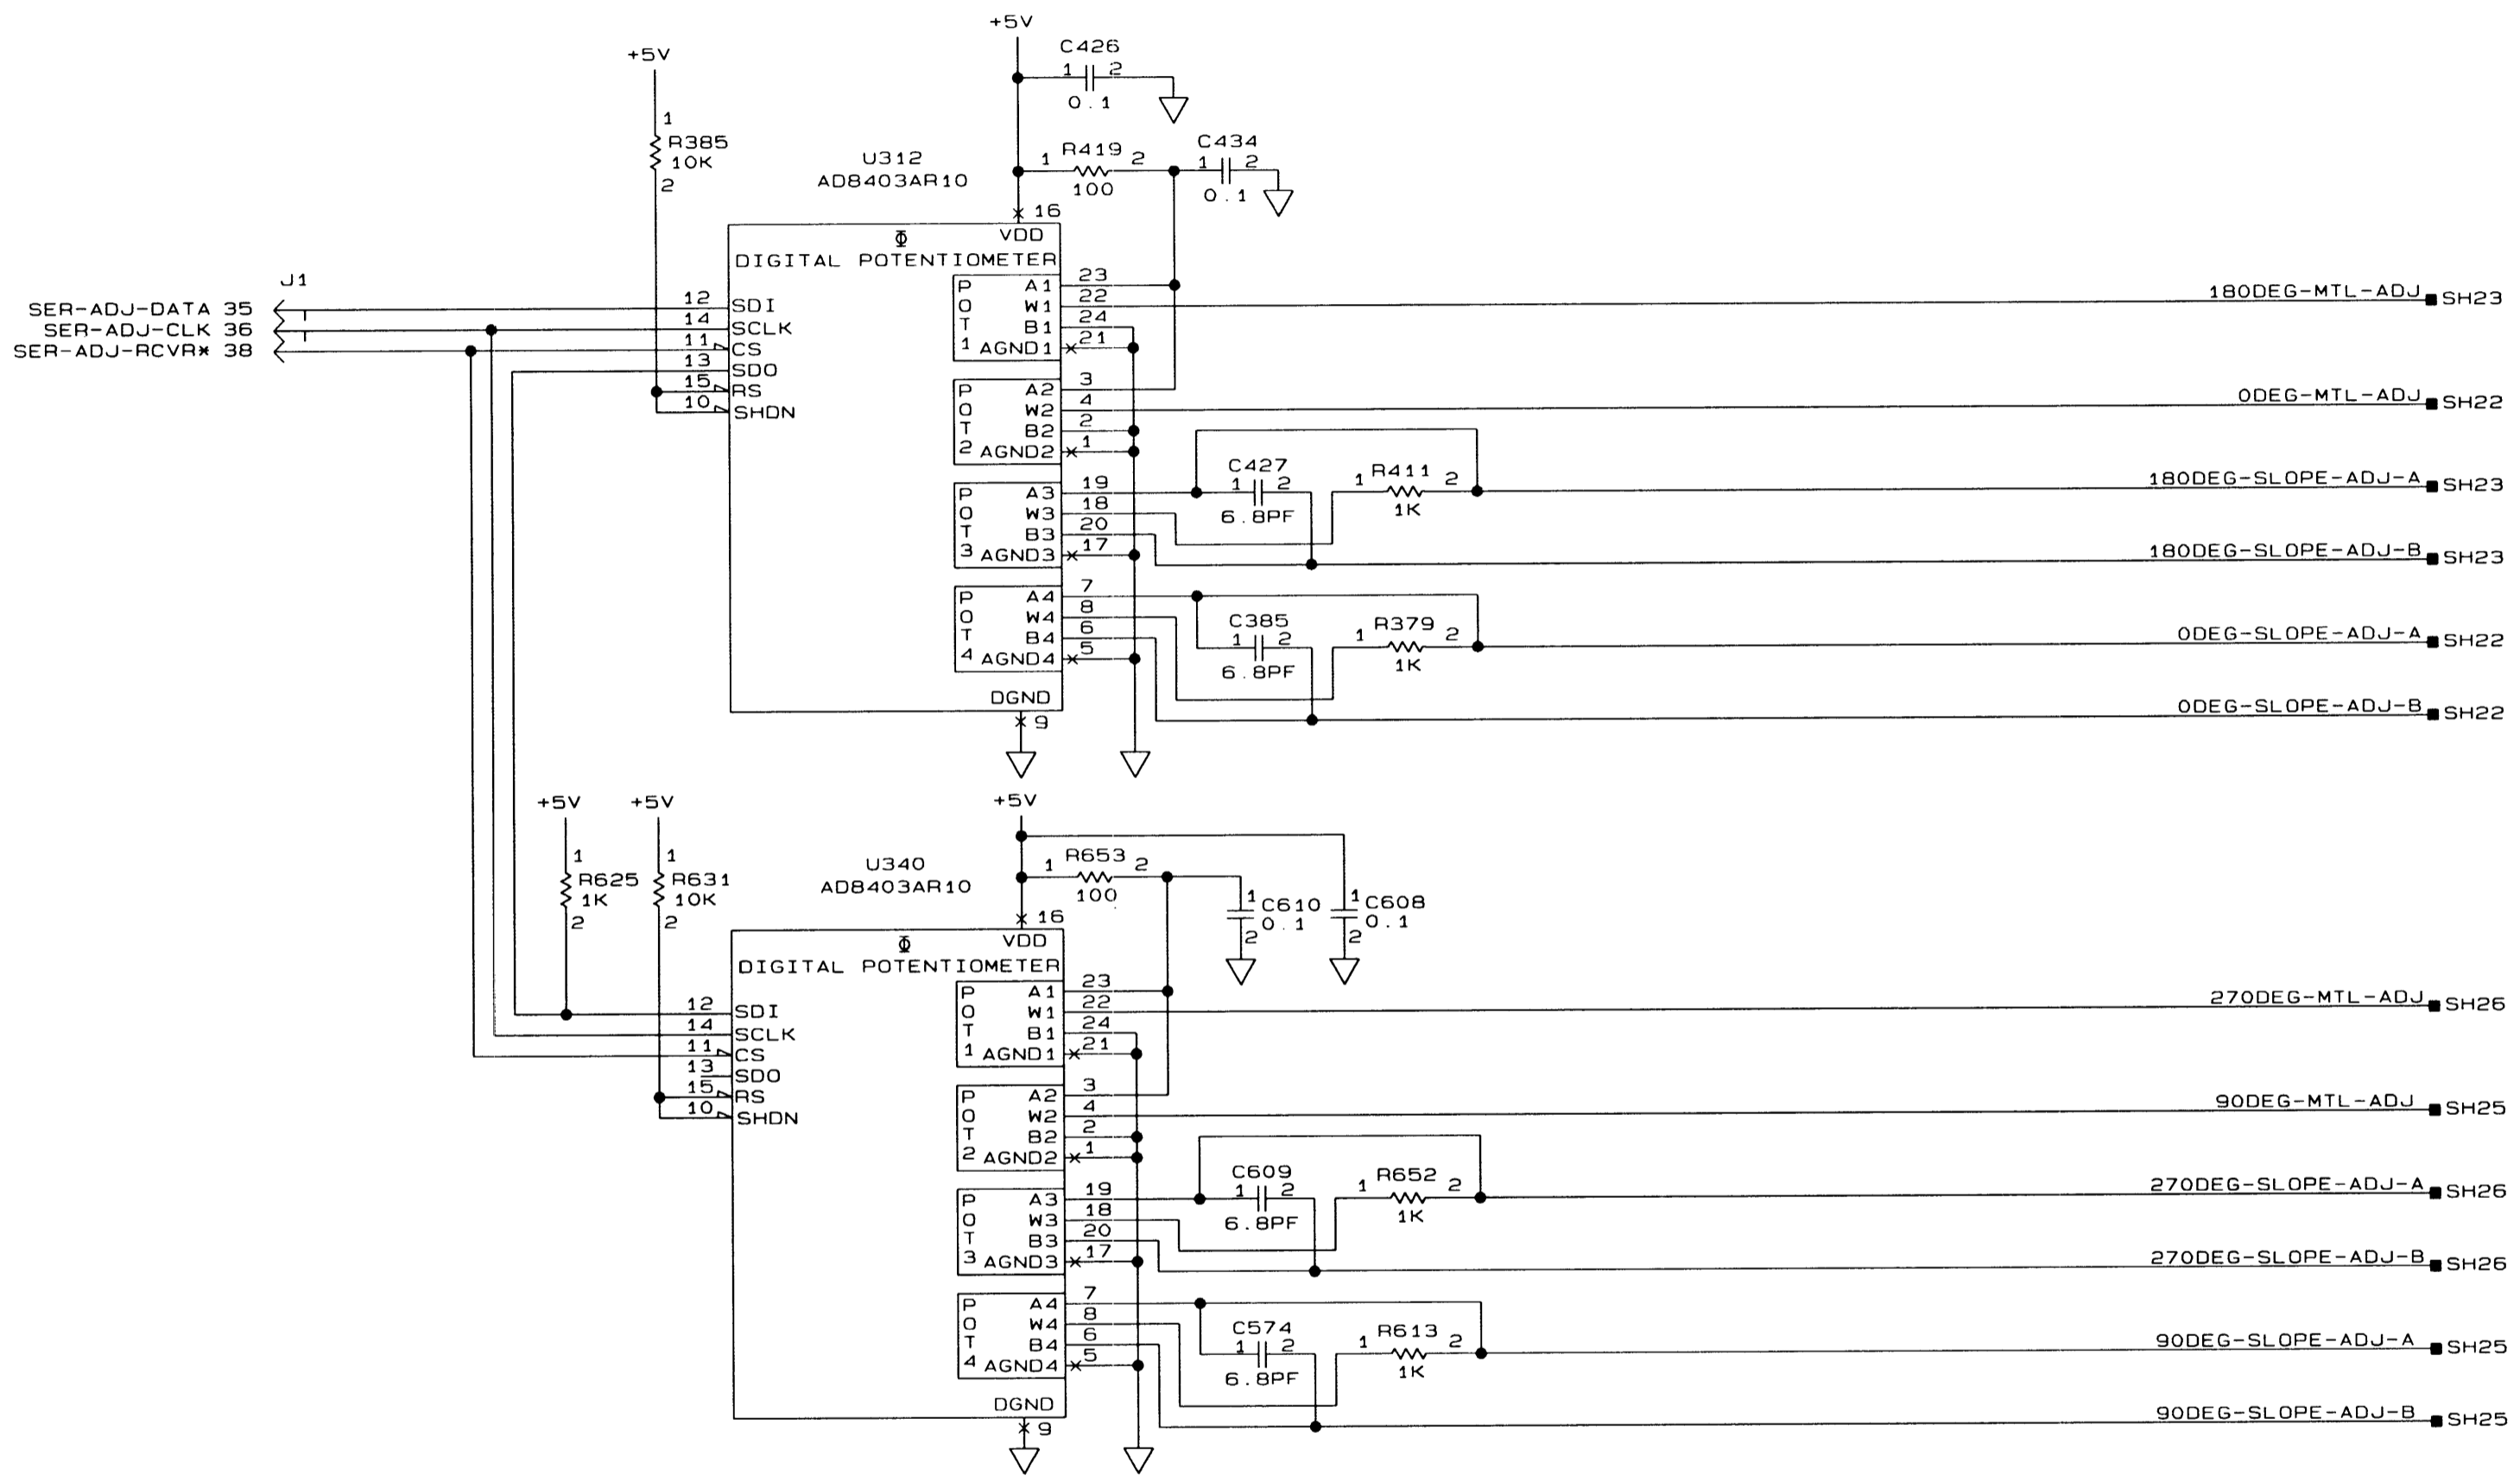 +5V
C426
1 2
0.1
+5V
1
R385
10K
2
U312
AD8403AR10
1 R419 2
100
C434
1 2
0.1
16
Φ VDD
DIGITAL POTENTIOMETER
J1
SER-ADJ-DATA 35
SER-ADJ-CLK 36
SER-ADJ-RCVR* 38
12 SDI
14 SCLK
11 CS
13 SDO
15 RS
10 SHDN
POT 1
A1 23
W1 22
B1 24
AGND1 21
180DEG-MTL-ADJ SH23
POT 2
A2 3
W2 4
B2 2
AGND2 1
0DEG-MTL-ADJ SH22
POT 3
A3 19
W3 18
B3 20
AGND3 17
C427
1 2
6.8PF
1 R411 2
1K
180DEG-SLOPE-ADJ-A SH23
180DEG-SLOPE-ADJ-B SH23
POT 4
A4 7
W4 8
B4 6
AGND4 5
C385
1 2
6.8PF
1 R379 2
1K
0DEG-SLOPE-ADJ-A SH22
0DEG-SLOPE-ADJ-B SH22
DGND
9
+5V
+5V
+5V
1
R625
1K
2
1
R631
10K
2
U340
AD8403AR10
1 R653 2
100
1
C610
0.1
2
1
C608
0.1
2
16
Φ VDD
DIGITAL POTENTIOMETER
12 SDI
14 SCLK
11 CS
13 SDO
15 RS
10 SHDN
POT 1
A1 23
W1 22
B1 24
AGND1 21
270DEG-MTL-ADJ SH26
POT 2
A2 3
W2 4
B2 2
AGND2 1
90DEG-MTL-ADJ SH25
POT 3
A3 19
W3 18
B3 20
AGND3 17
C609
1 2
6.8PF
1 R652 2
1K
270DEG-SLOPE-ADJ-A SH26
270DEG-SLOPE-ADJ-B SH26
POT 4
A4 7
W4 8
B4 6
AGND4 5
C574
1 2
6.8PF
1 R613 2
1K
90DEG-SLOPE-ADJ-A SH25
90DEG-SLOPE-ADJ-B SH25
DGND
9